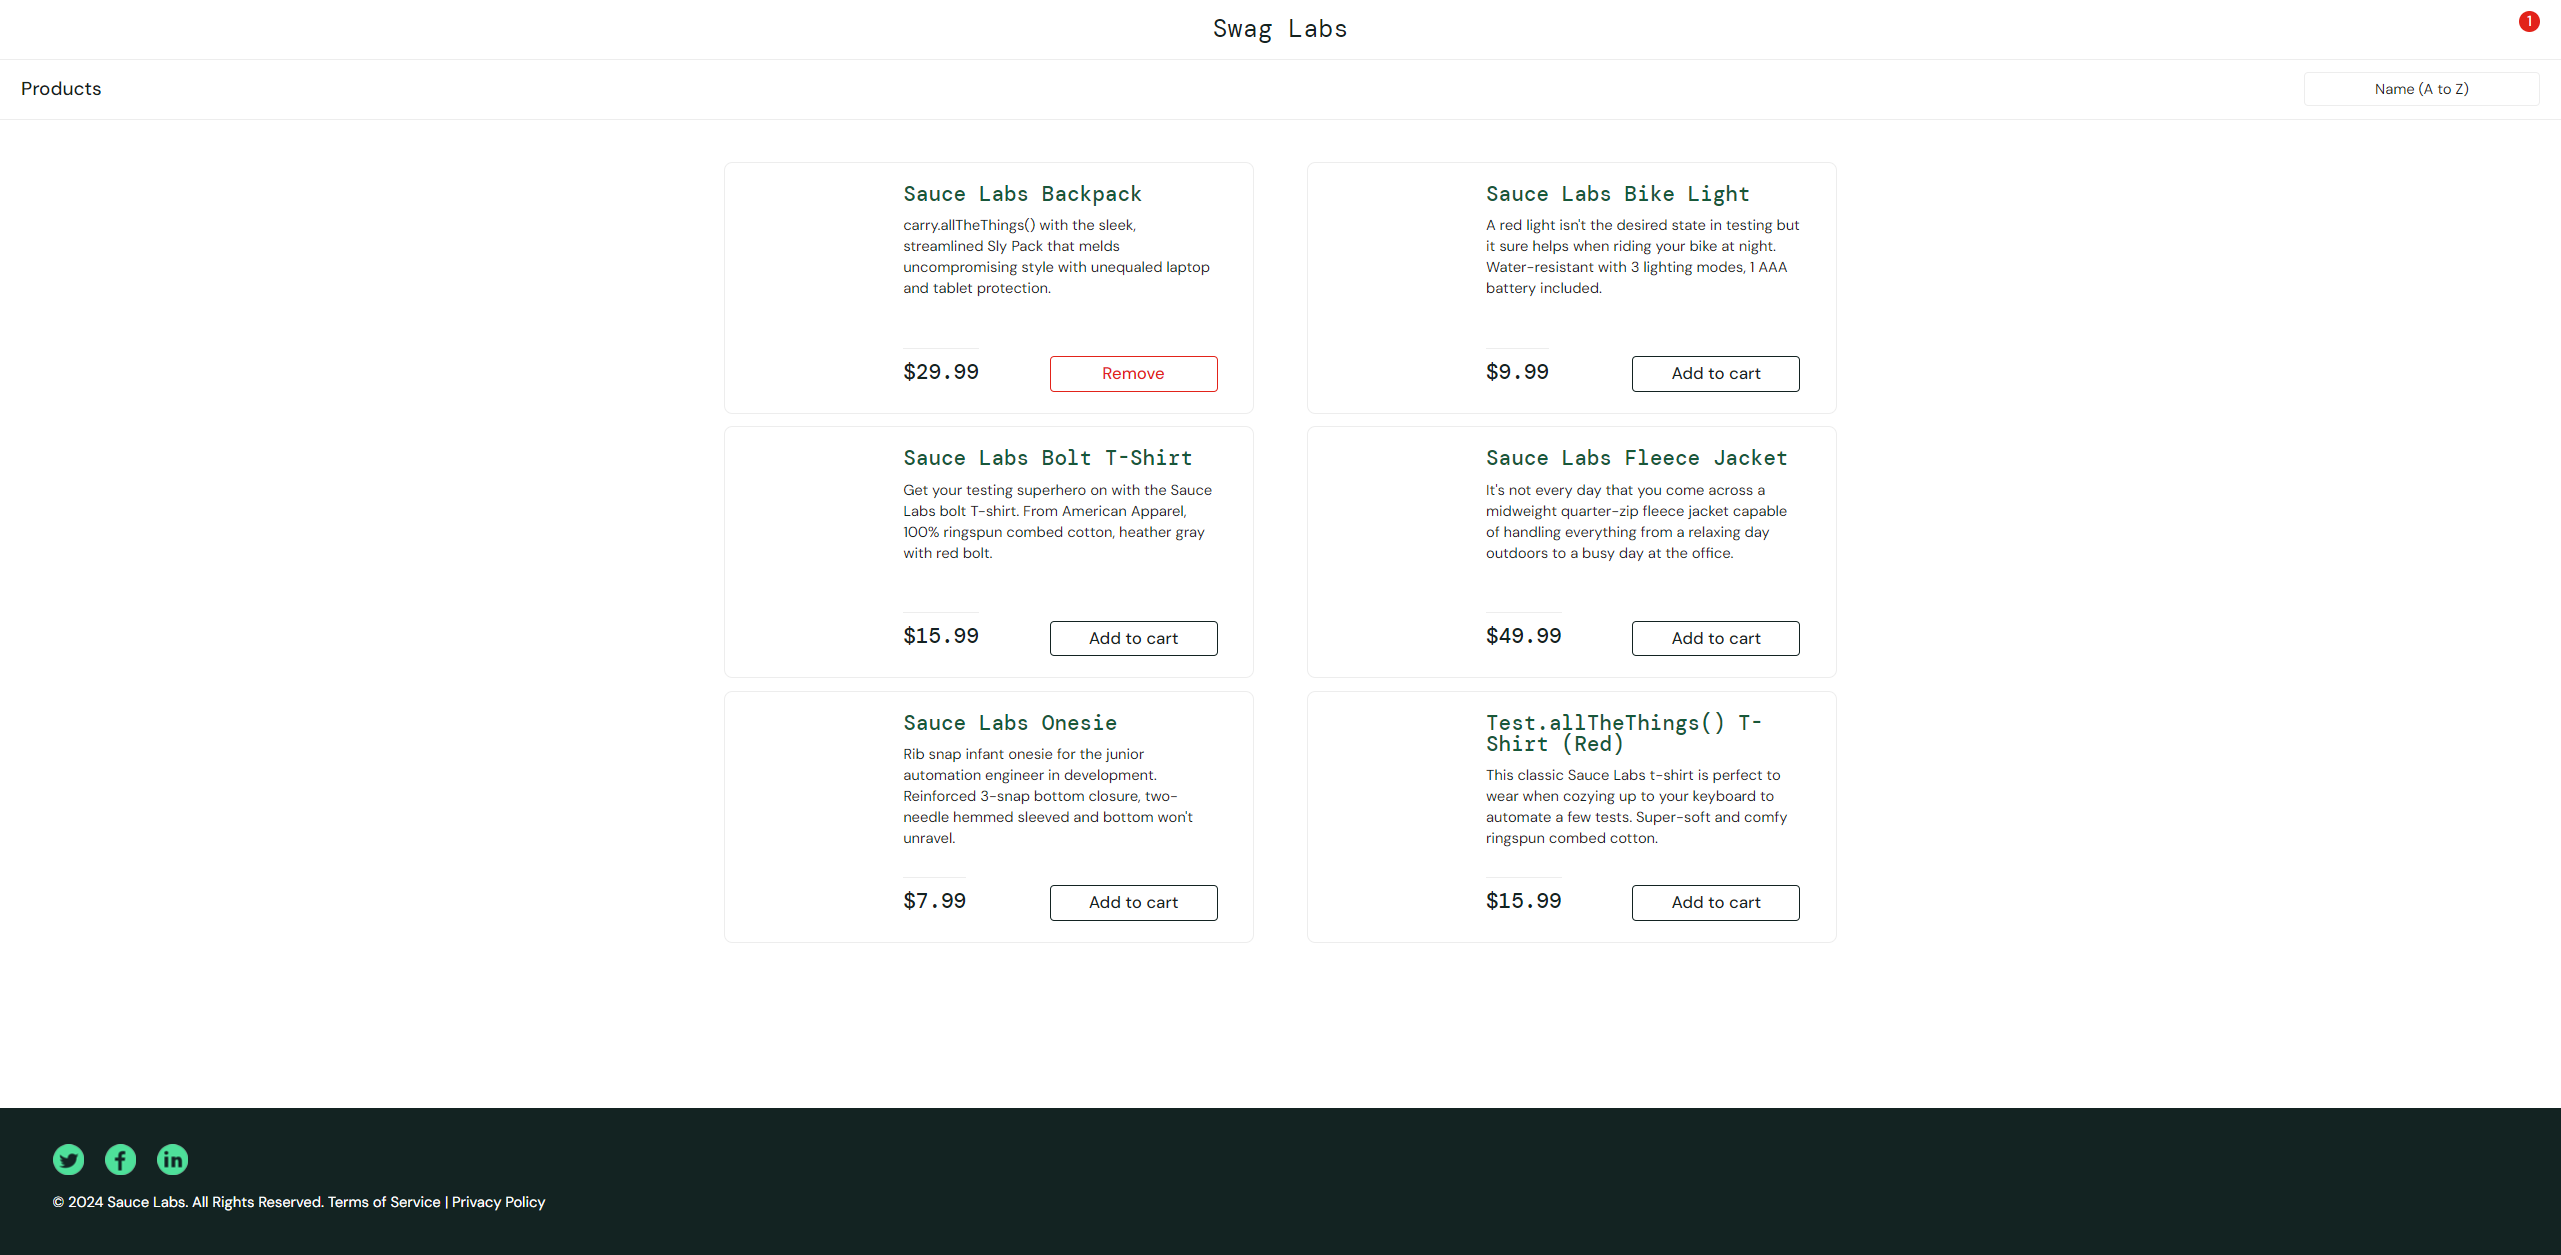 Swag Labs
1
Products
Name (A to Z)
Sauce Labs Backpack
carry.allTheThings() with the sleek,
streamlined Sly Pack that melds
uncompromising style with unequaled laptop
and tablet protection.
$29.99
Remove
Sauce Labs Bike Light
A red light isn't the desired state in testing but
it sure helps when riding your bike at night.
Water-resistant with 3 lighting modes, 1 AAA
battery included.
$9.99
Add to cart
Sauce Labs Bolt T-Shirt
Get your testing superhero on with the Sauce
Labs bolt T-shirt. From American Apparel,
100% ringspun combed cotton, heather gray
with red bolt.
$15.99
Add to cart
Sauce Labs Fleece Jacket
It's not every day that you come across a
midweight quarter-zip fleece jacket capable
of handling everything from a relaxing day
outdoors to a busy day at the office.
$49.99
Add to cart
Sauce Labs Onesie
Rib snap infant onesie for the junior
automation engineer in development.
Reinforced 3-snap bottom closure, two-
needle hemmed sleeved and bottom won't
unravel.
$7.99
Add to cart
Test.allTheThings() T-
Shirt (Red)
This classic Sauce Labs t-shirt is perfect to
wear when cozying up to your keyboard to
automate a few tests. Super-soft and comfy
ringspun combed cotton.
$15.99
Add to cart
© 2024 Sauce Labs. All Rights Reserved. Terms of Service | Privacy Policy